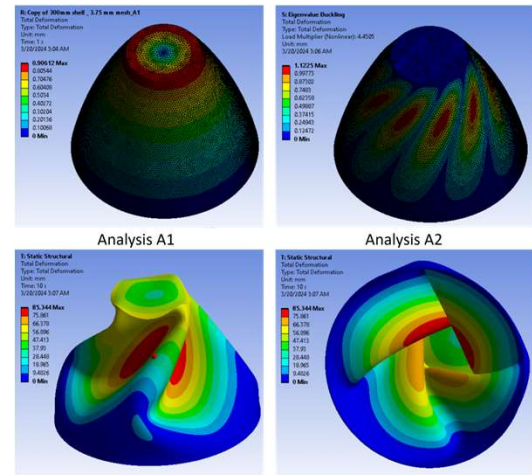 R: Copy of 300mm shell _ 3.75 mm mesh_A1
Total Deformation
Type: Total Deformation
Unit: mm
Time: 1 s
3/20/2024 3:04 AM
0.90612 Max
0.80544
0.70476
0.60408
0.5034
0.40272
0.30204
0.20136
0.10068
0 Min
S: Eigenvalue Buckling
Total Deformation
Type: Total Deformation
Load Multiplier (Nonlinear): 4.4505
Unit: mm
3/20/2024 3:06 AM
1.1225 Max
0.99773
0.87302
0.7483
0.62358
0.49887
0.37415
0.24943
0.12472
0 Min
Analysis A1
Analysis A2
T: Static Structural
Total Deformation
Type: Total Deformation
Unit: mm
Time: 10 s
3/20/2024 3:07 AM
85.344 Max
75.861
66.378
56.896
47.413
37.93
28.448
18.965
9.4826
0 Min
T: Static Structural
Total Deformation
Type: Total Deformation
Unit: mm
Time: 10 s
3/20/2024 3:07 AM
85.344 Max
75.861
66.378
56.896
47.413
37.93
28.448
18.965
9.4826
0 Min